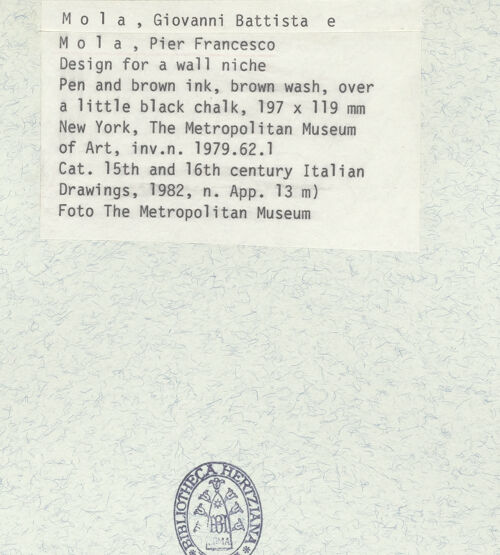 M o l a , Giovanni Battista e
M o l a , Pier Francesco
Design for a wall niche
Pen and brown ink, brown wash, over
a little black chalk, 197 x 119 mm
New York, The Metropolitan Museum
of Art, inv.n. 1979.62.1
Cat. 15th and 16th century Italian
Drawings, 1982, n. App. 13 m)
Foto The Metropolitan Museum
BIBLIOTHECA HERTZIANA
ROMA